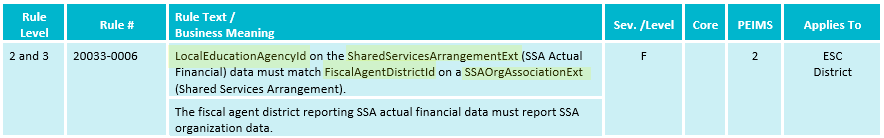 Rule Level
Rule #
Rule Text /
Business Meaning
Sev. /Level
Core
PEIMS
Applies To
2 and 3
20033-0006
LocalEducationAgencyId on the SharedServicesArrangementExt (SSA Actual
Financial) data must match FiscalAgentDistrictId on a SSAOrgAssociationExt
(Shared Services Arrangement).
F
2
ESC
District
The fiscal agent district reporting SSA actual financial data must report SSA
organization data.